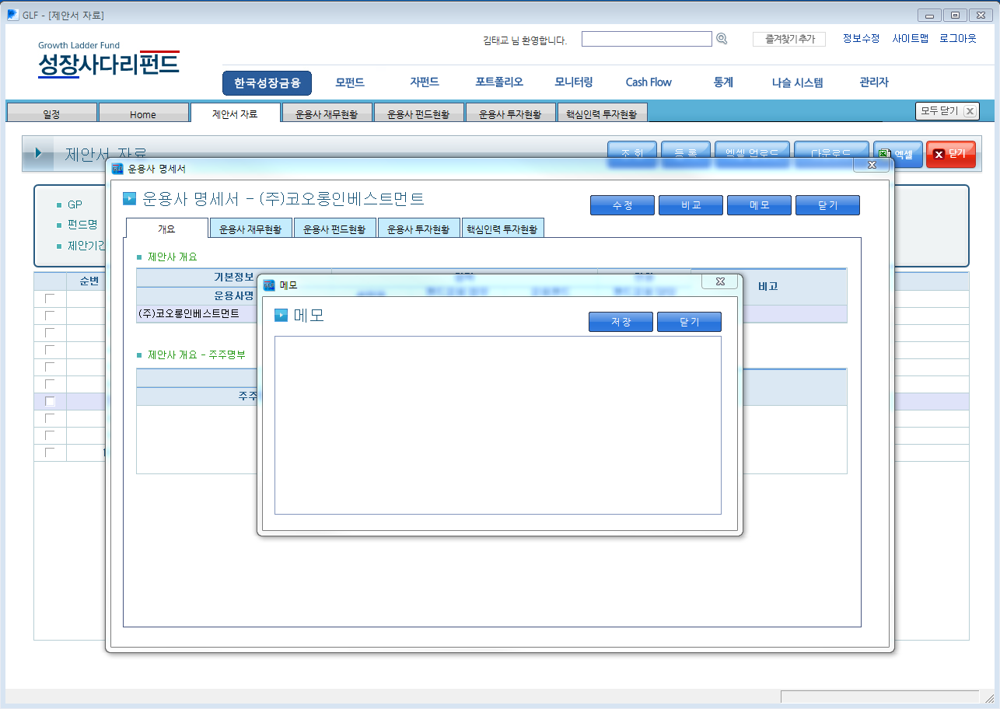 GLF - [제안서 자료]
Growth Ladder Fund
성장사다리펀드
김태교 님 환영합니다.
즐겨찾기 추가
정보수정 사이트맵 로그아웃
한국성장금융 모펀드 자펀드 포트폴리오 모니터링 Cash Flow 통계 나슬 시스템 관리자
일정 Home 제안서 자료 운용사 재무현황 운용사 펀드현황 운용사 투자현황 핵심인력 투자현황 모두 닫기
제안서 자료
조 회 등 록 엑셀 업로드 다운로드 엑셀 닫기
운용사 명세서
GP
펀드명
제안기간
순번
운용사 명세서 - (주)코오롱인베스트먼트
수 정 비 교 메 모 닫 기
개요 운용사 재무현황 운용사 펀드현황 운용사 투자현황 핵심인력 투자현황
제안사 개요
기본정보
운용사명
비고
(주)코오롱인베스트먼트
제안사 개요 - 주주명부
주주
메모
메모
저 장 닫 기